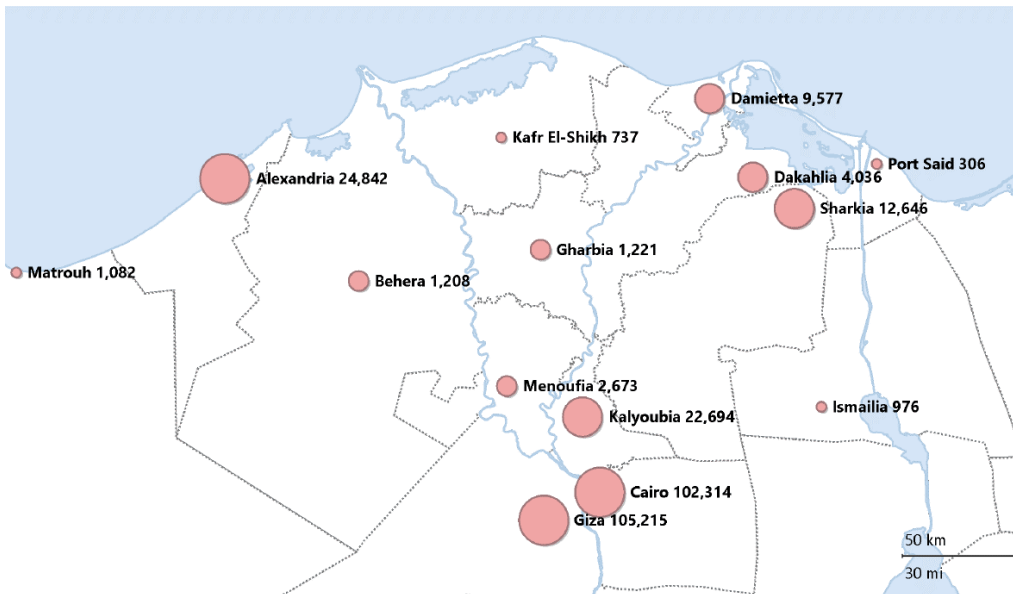 Damietta 9,577
Kafr El-Shikh 737
Port Said 306
Alexandria 24,842
Dakahlia 4,036
Sharkia 12,646
Gharbia 1,221
Matrouh 1,082
Behera 1,208
Menoufia 2,673
Ismailia 976
Kalyoubia 22,694
Cairo 102,314
Giza 105,215
50 km
30 mi